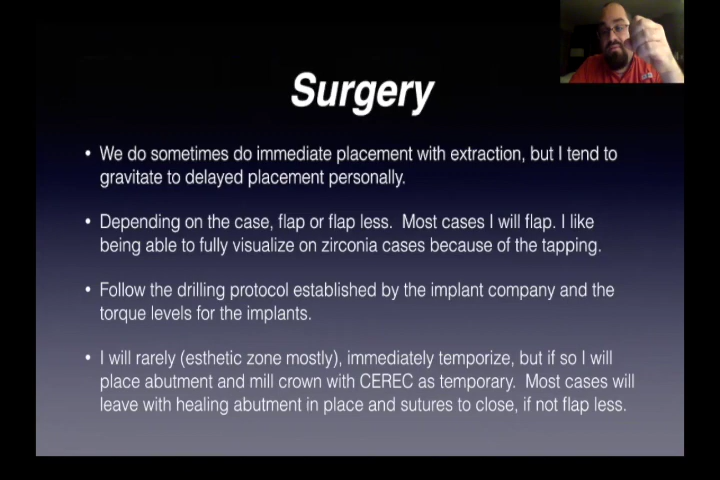 Surgery
• We do sometimes do immediate placement with extraction, but I tend to
gravitate to delayed placement personally.
• Depending on the case, flap or flap less.  Most cases I will flap. I like
being able to fully visualize on zirconia cases because of the tapping.
• Follow the drilling protocol established by the implant company and the
torque levels for the implants.
• I will rarely (esthetic zone mostly), immediately temporize, but if so I will
place abutment and mill crown with CEREC as temporary.  Most cases will
leave with healing abutment in place and sutures to close, if not flap less.